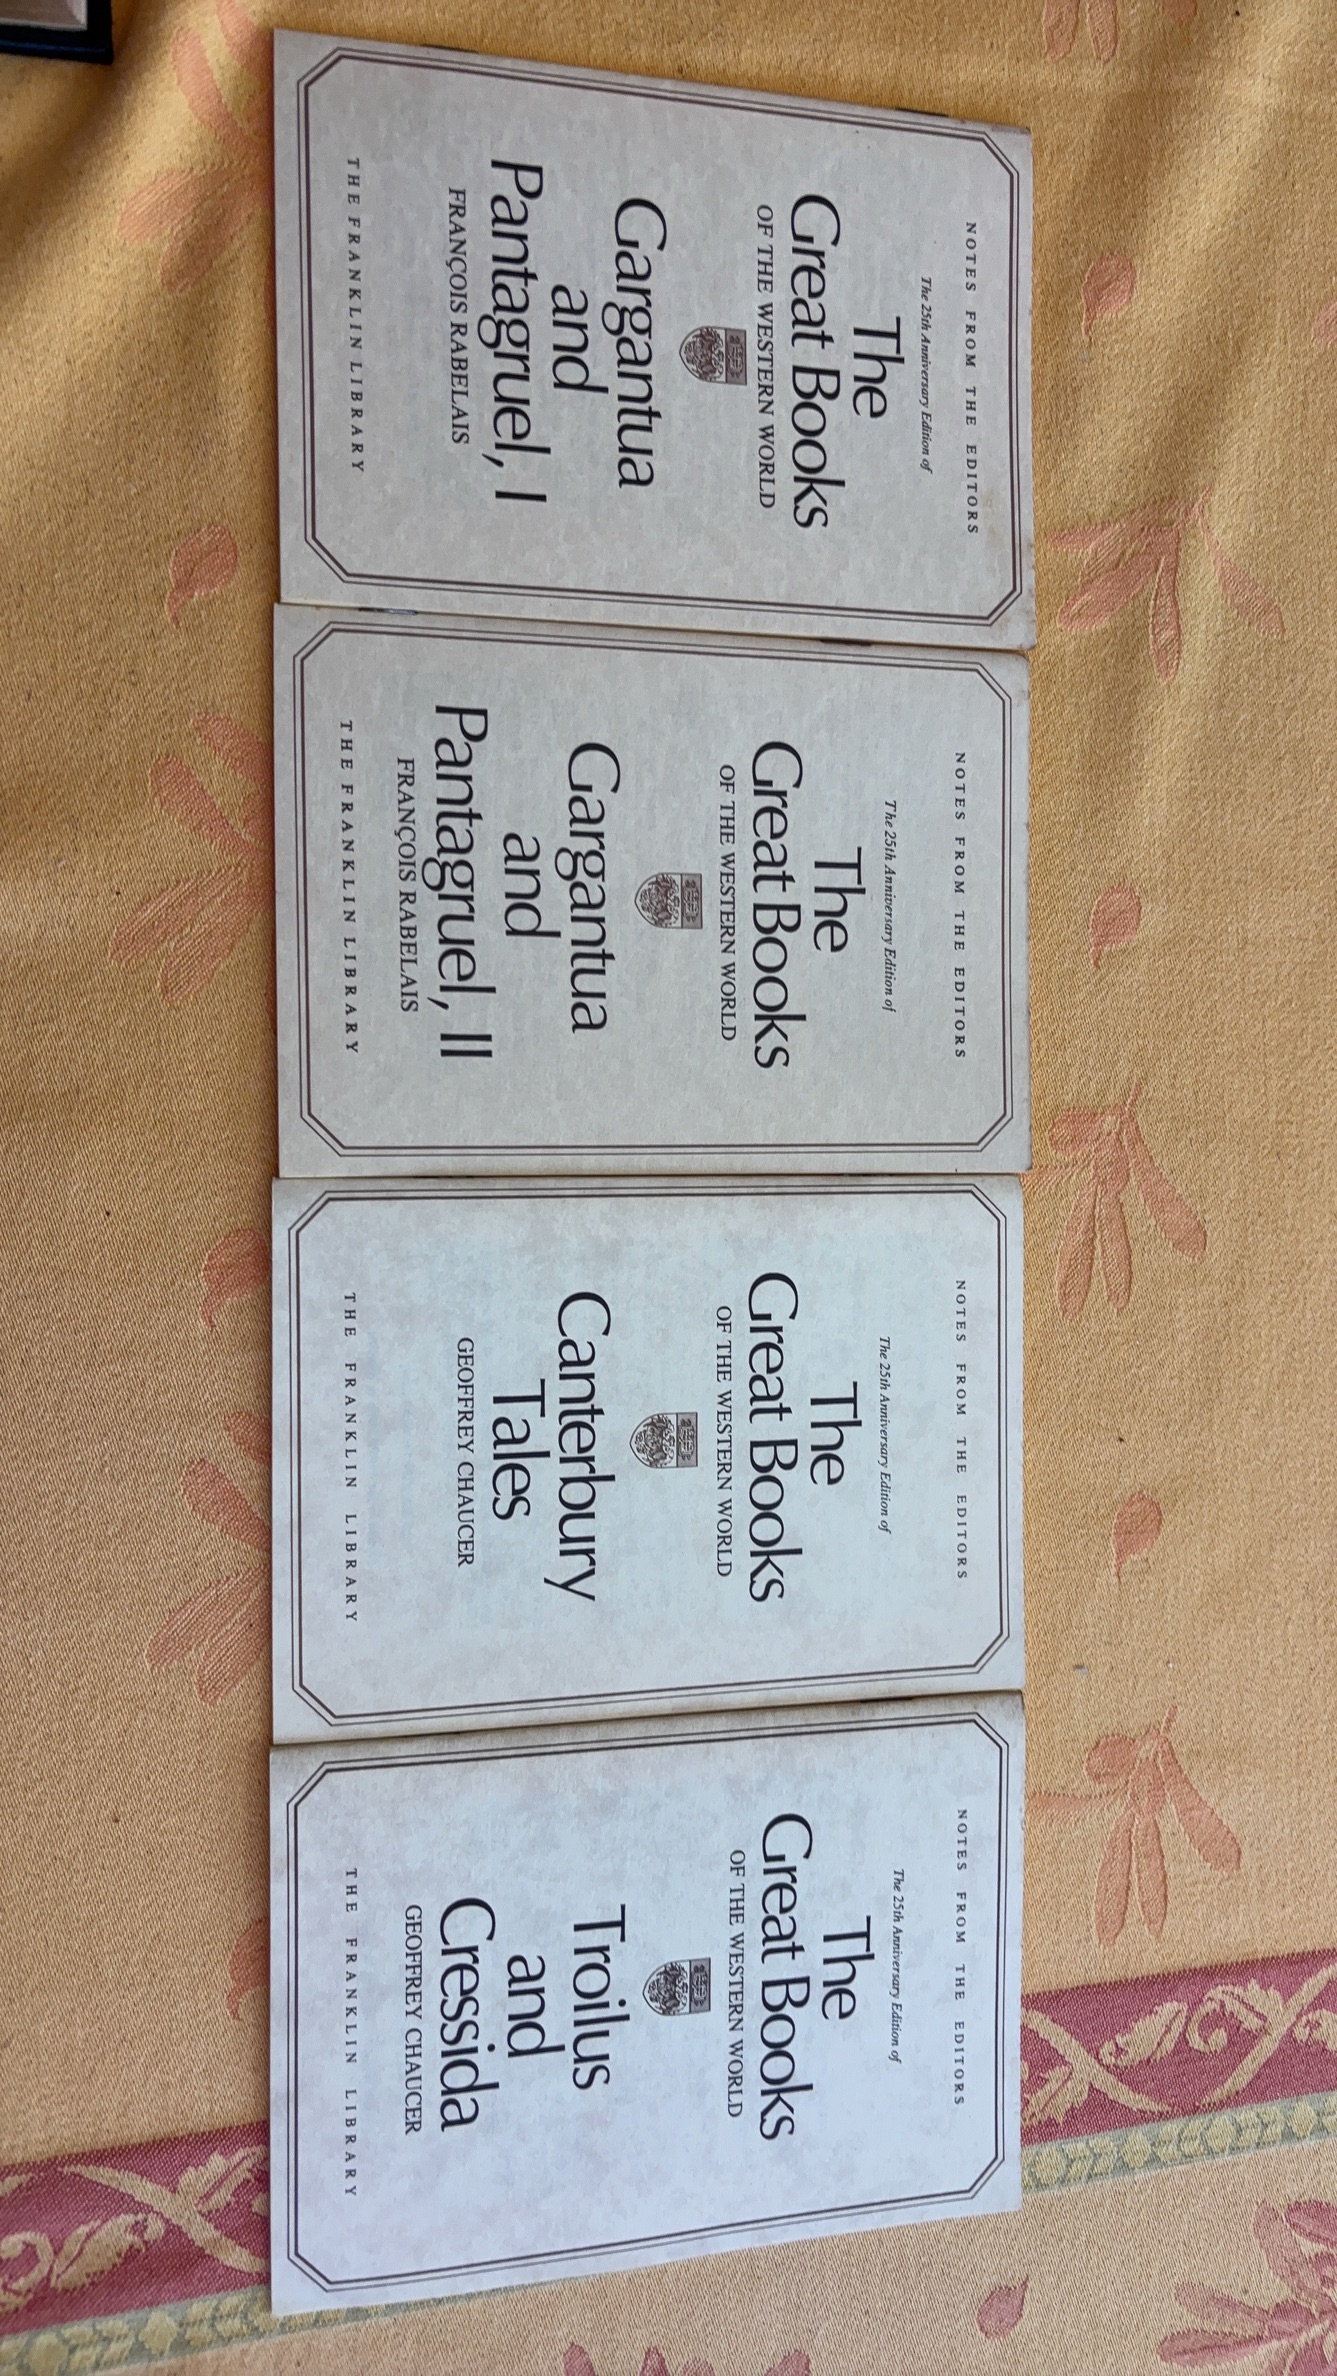 NOTES FROM THE EDITORS
The 25th Anniversary Edition of
The
Great Books
OF THE WESTERN WORLD
Gargantua
and
Pantagruel, I
FRANÇOIS RABELAIS
THE FRANKLIN LIBRARY
NOTES FROM THE EDITORS
The 25th Anniversary Edition of
The
Great Books
OF THE WESTERN WORLD
Gargantua
and
Pantagruel, II
FRANÇOIS RABELAIS
THE FRANKLIN LIBRARY
NOTES FROM THE EDITORS
The 25th Anniversary Edition of
The
Great Books
OF THE WESTERN WORLD
Canterbury
Tales
GEOFFREY CHAUCER
THE FRANKLIN LIBRARY
NOTES FROM THE EDITORS
The 25th Anniversary Edition of
The
Great Books
OF THE WESTERN WORLD
Troilus
and
Cressida
GEOFFREY CHAUCER
THE FRANKLIN LIBRARY